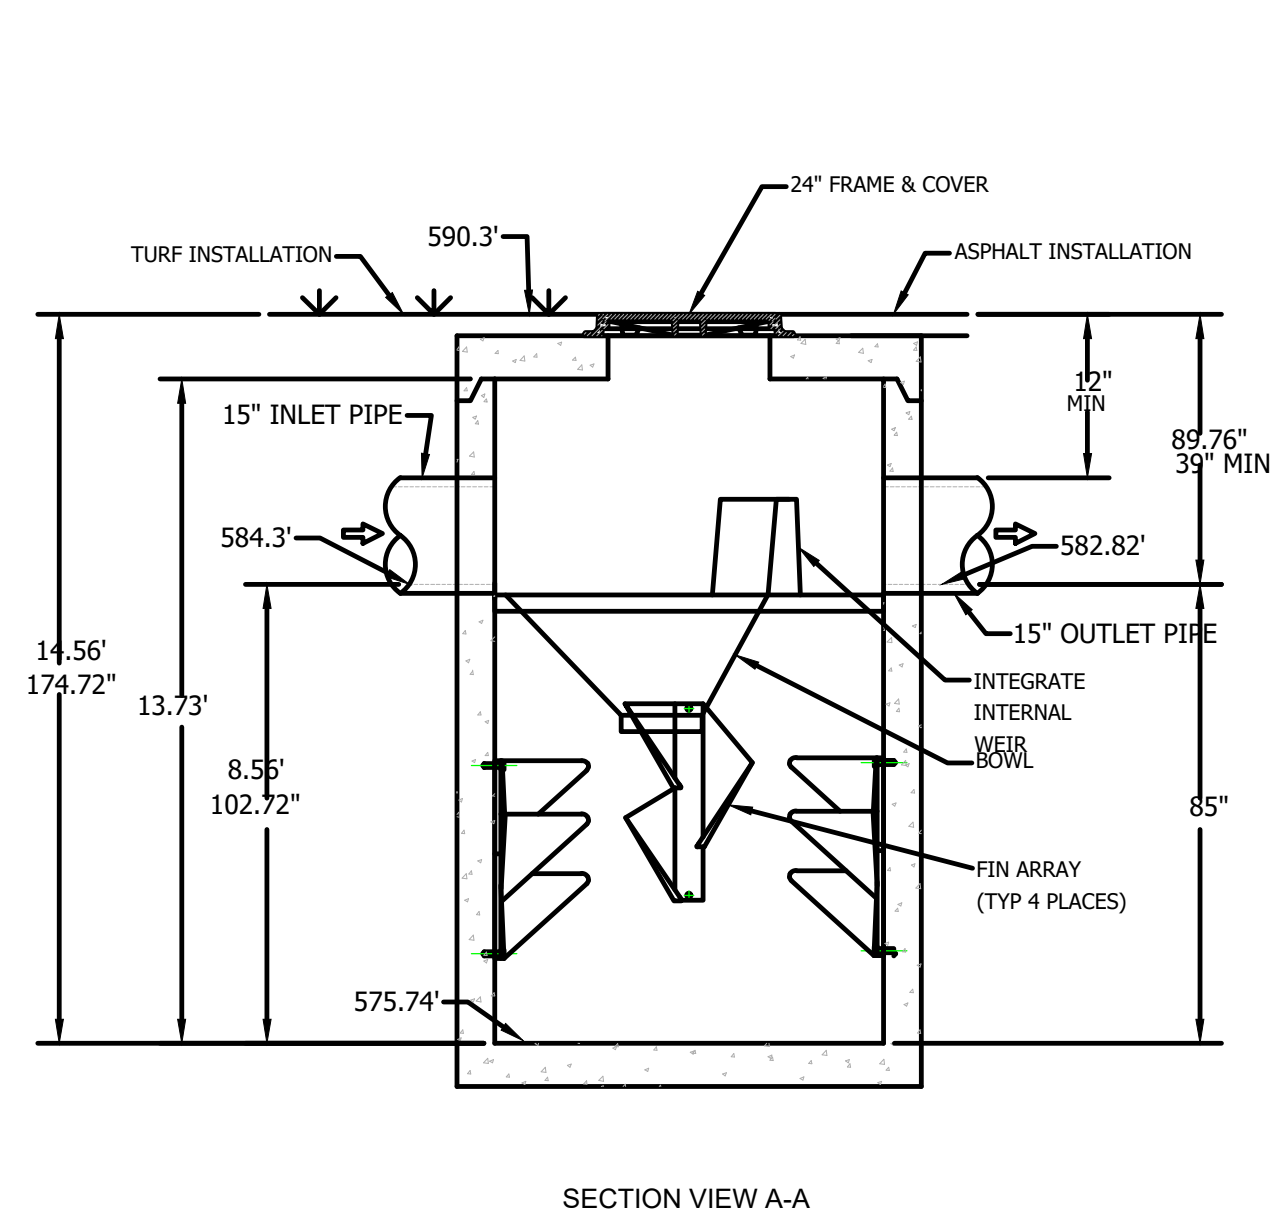 24" FRAME & COVER
590.3'
TURF INSTALLATION
ASPHALT INSTALLATION
12"
MIN
15" INLET PIPE
89.76"
39" MIN
584.3'
582.82'
15" OUTLET PIPE
14.56'
174.72"
13.73'
INTEGRATE
INTERNAL
WEIR
BOWL
8.56'
102.72"
85"
FIN ARRAY
(TYP 4 PLACES)
575.74'
SECTION VIEW A-A